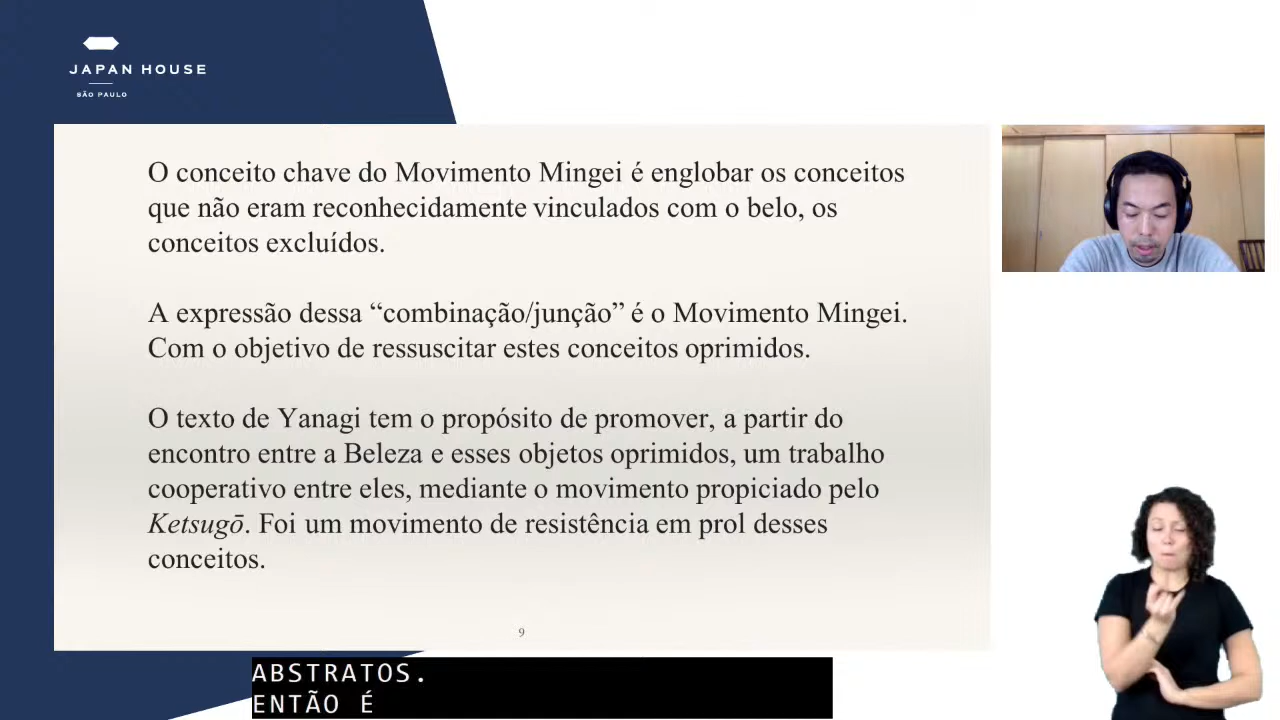 JAPAN HOUSE
SÃO PAULO
O conceito chave do Movimento Mingei é englobar os conceitos
que não eram reconhecidamente vinculados com o belo, os
conceitos excluídos.
A expressão dessa “combinação/junção” é o Movimento Mingei.
Com o objetivo de ressuscitar estes conceitos oprimidos.
O texto de Yanagi tem o propósito de promover, a partir do
encontro entre a Beleza e esses objetos oprimidos, um trabalho
cooperativo entre eles, mediante o movimento propiciado pelo
Ketsugō. Foi um movimento de resistência em prol desses
conceitos.
9
ABSTRATOS.
ENTÃO É